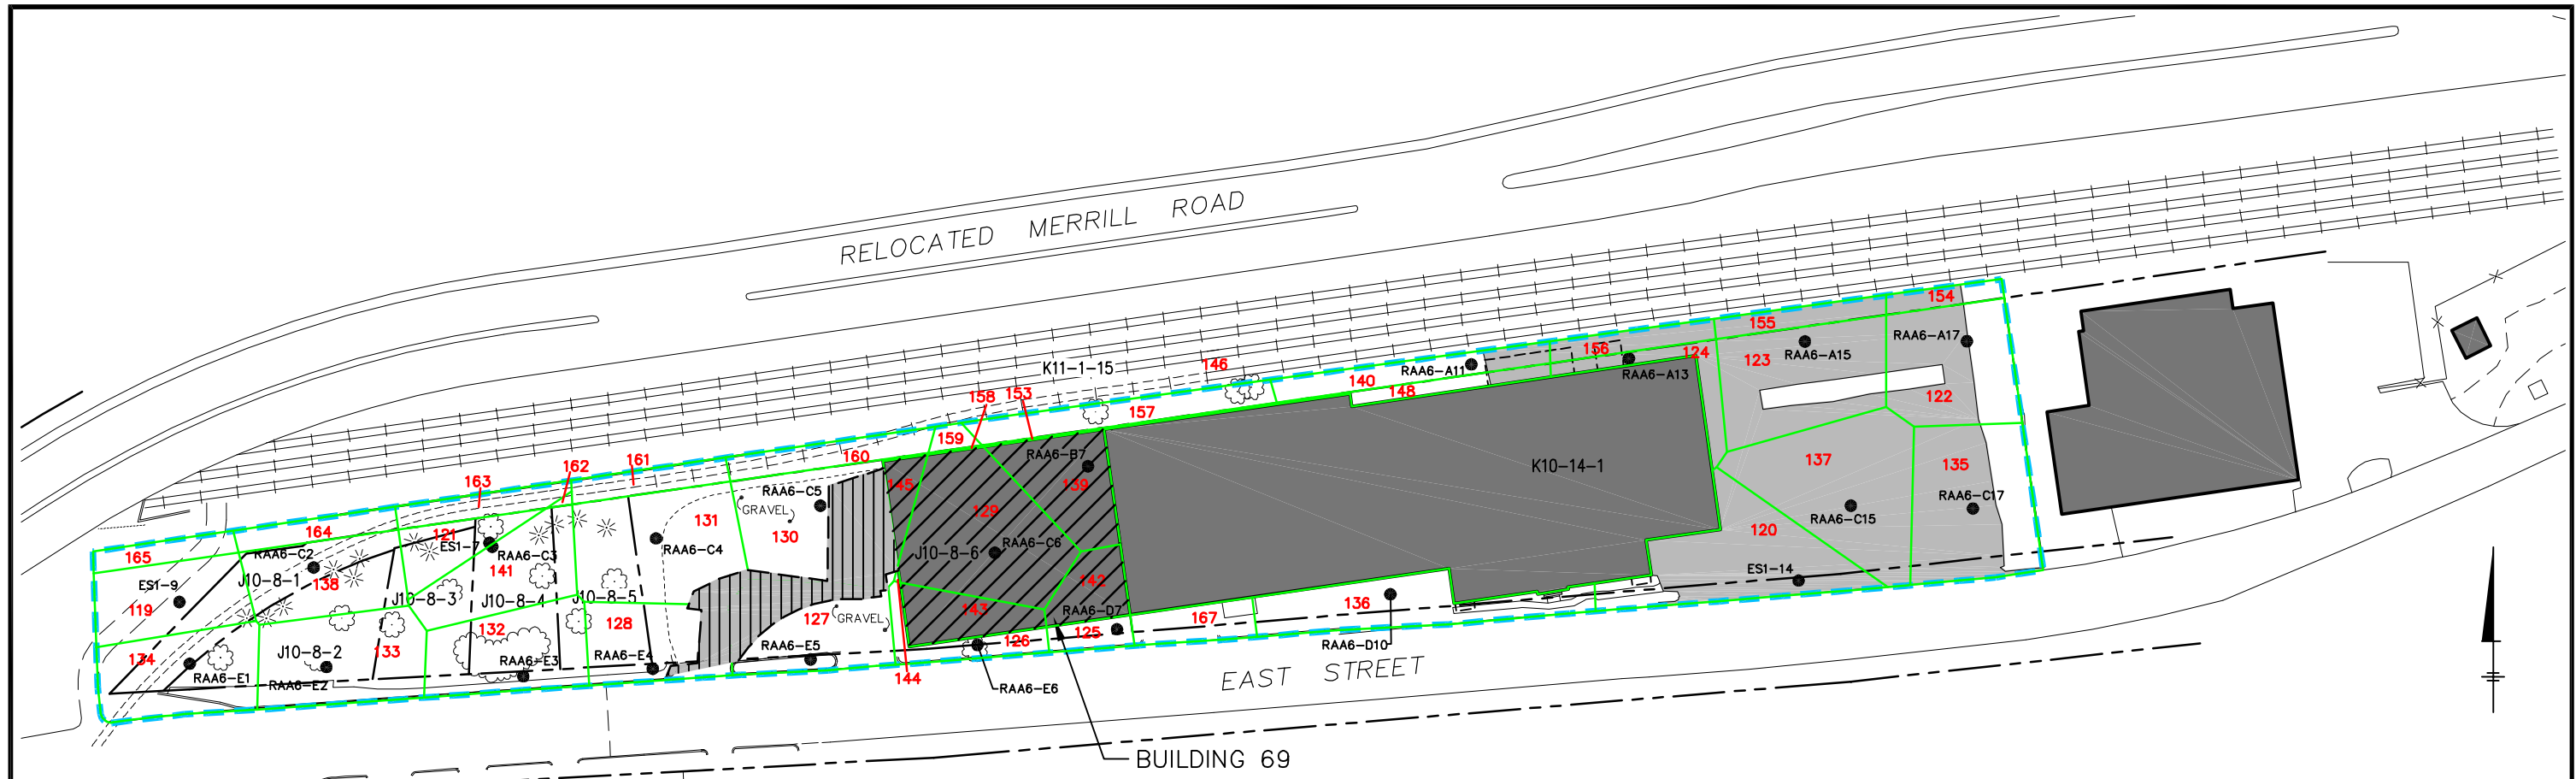 RELOCATED MERRILL ROAD
154
155
RAA6-A17
156
124
123
RAA6-A15
146
K11-1-15
RAA6-A11
RAA6-A13
140
148
122
158
153
157
159
160
RAA6-B7
K10-14-1
137
135
161
162
163
145
139
RAA6-C5
GRAVEL
RAA6-C17
129
131
RAA6-C15
164
121
130
120
165
RAA6-C2
ES1-7
RAA6-C3
RAA6-C4
J10-8-6
RAA6-C6
141
ES1-9
J10-8-1
138
142
ES1-14
J10-8-3
J10-8-4
J10-8-5
119
143
RAA6-D7
136
127
GRAVEL
167
128
132
126
125
133
134
J10-8-2
RAA6-E5
RAA6-D10
RAA6-E4
RAA6-E3
RAA6-E1
RAA6-E2
144
RAA6-E6
EAST STREET
BUILDING 69